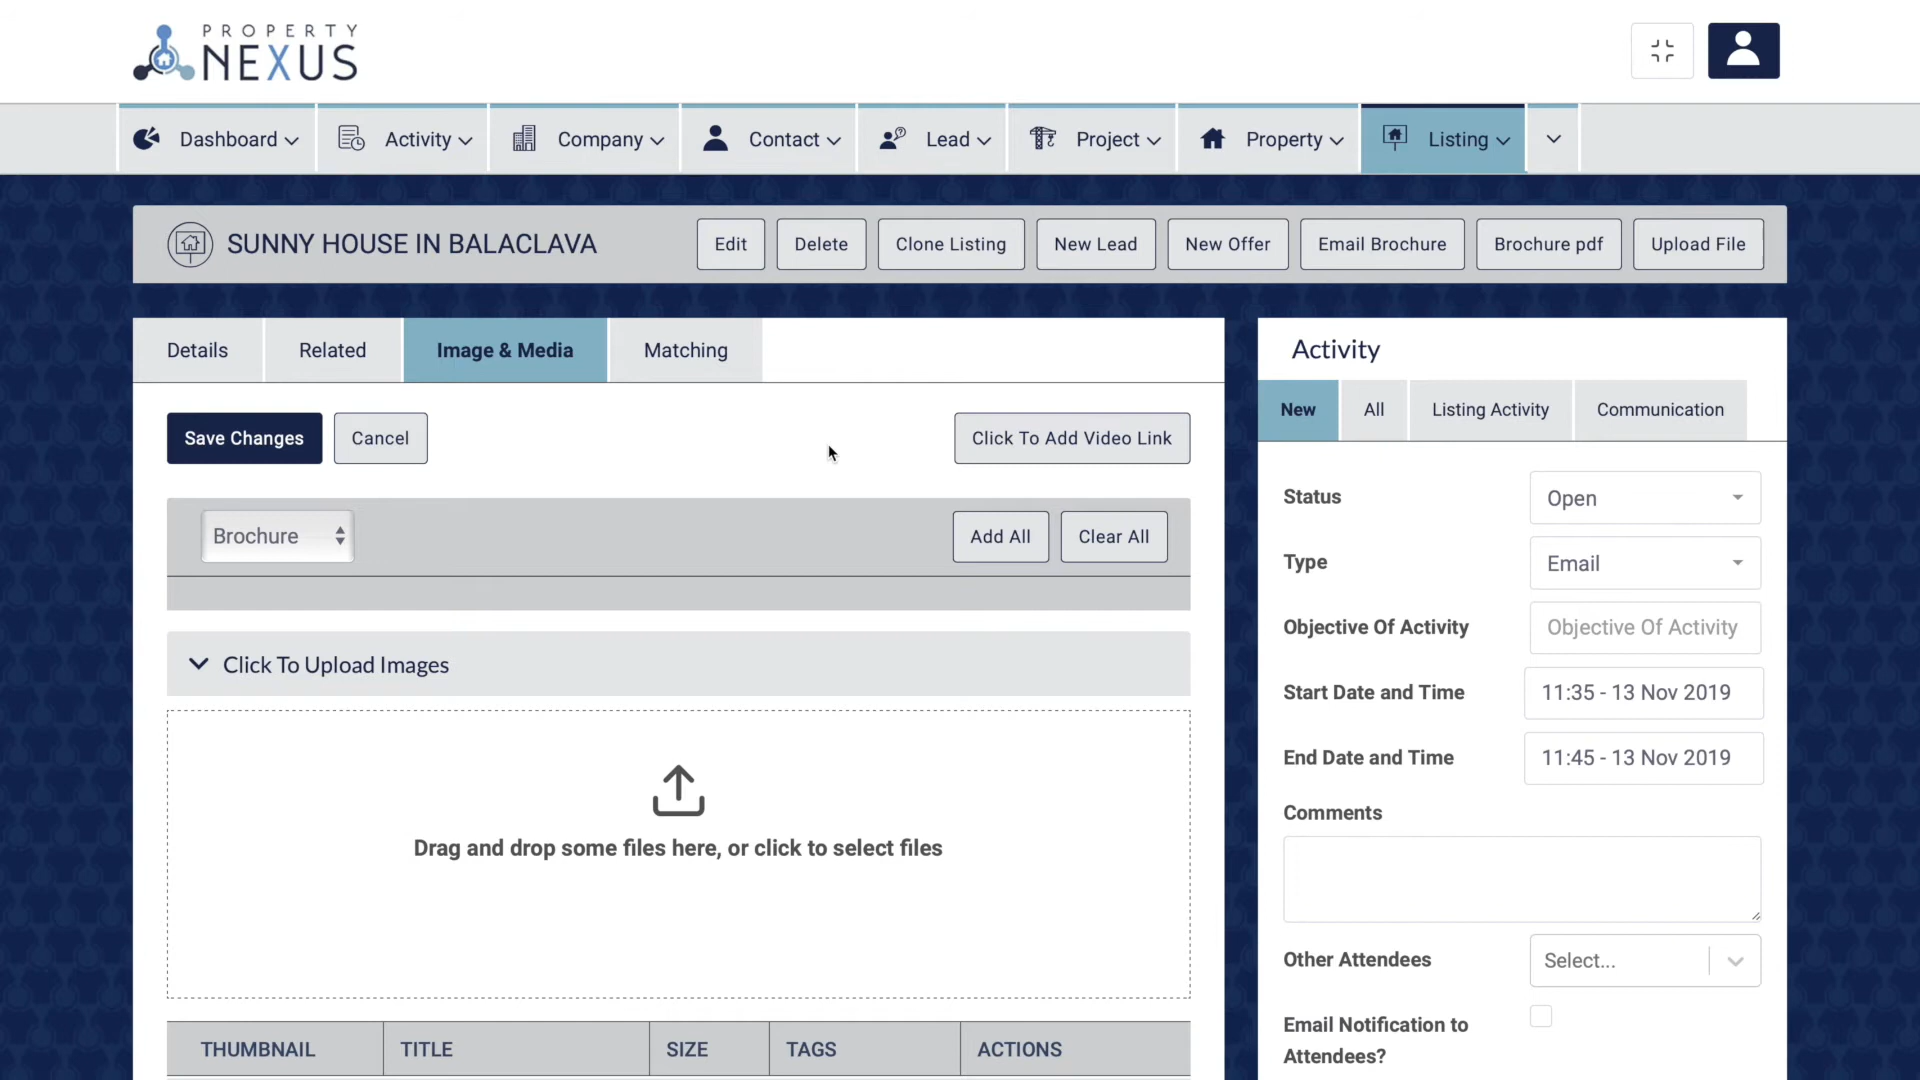 PROPERTY
NEXUS
Dashboard
Activity
Company
Contact
Lead
Project
Property
Listing
SUNNY HOUSE IN BALACLAVA
Edit
Delete
Clone Listing
New Lead
New Offer
Email Brochure
Brochure pdf
Upload File
Details
Related
Image & Media
Matching
Save Changes
Cancel
Click To Add Video Link
Brochure
Add All
Clear All
Click To Upload Images
Drag and drop some files here, or click to select files
THUMBNAIL
TITLE
SIZE
TAGS
ACTIONS
Activity
New
All
Listing Activity
Communication
Status
Open
Type
Email
Objective Of Activity
Objective Of Activity
Start Date and Time
11:35 - 13 Nov 2019
End Date and Time
11:45 - 13 Nov 2019
Comments
Other Attendees
Select...
Email Notification to
Attendees?